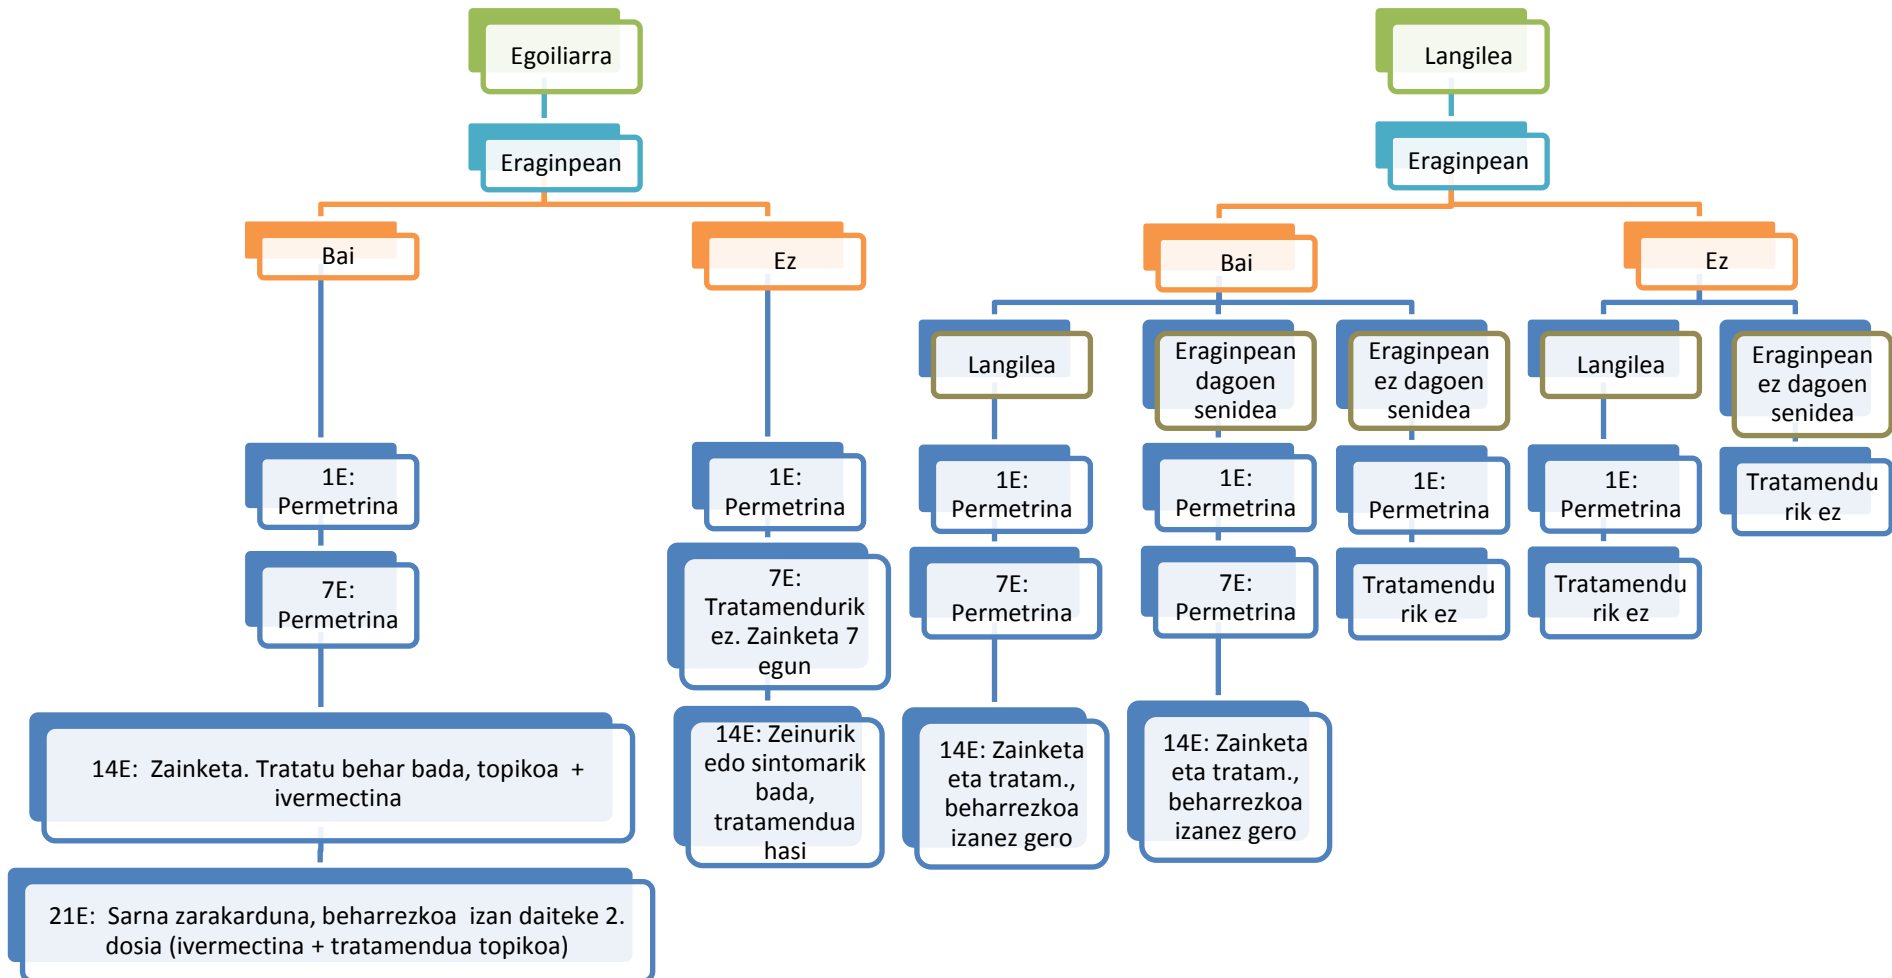 Egoiliarra
Eraginpean
Bai
1E:
Permetrina
7E:
Permetrina
14E: Zainketa. Tratatu behar bada, topikoa +
ivermectina
21E: Sarna zarakarduna, beharrezkoa izan daiteke 2.
dosia (ivermectina + tratamendua topikoa)
Ez
1E:
Permetrina
7E:
Tratamendurik
ez. Zainketa 7
egun
14E: Zeinurik
edo sintomarik
bada,
tratamendua
hasi
Langilea
Eraginpean
Bai
Langilea
1E:
Permetrina
7E:
Permetrina
14E: Zainketa
eta tratam.,
beharrezkoa
izanez gero
Eraginpean
dagoen
senidea
1E:
Permetrina
7E:
Permetrina
14E: Zainketa
eta tratam.,
beharrezkoa
izanez gero
Eraginpean
ez dagoen
senidea
1E:
Permetrina
Tratamendu
rik ez
Ez
Langilea
1E:
Permetrina
Tratamendu
rik ez
Eraginpean
ez dagoen
senidea
Tratamendu
rik ez